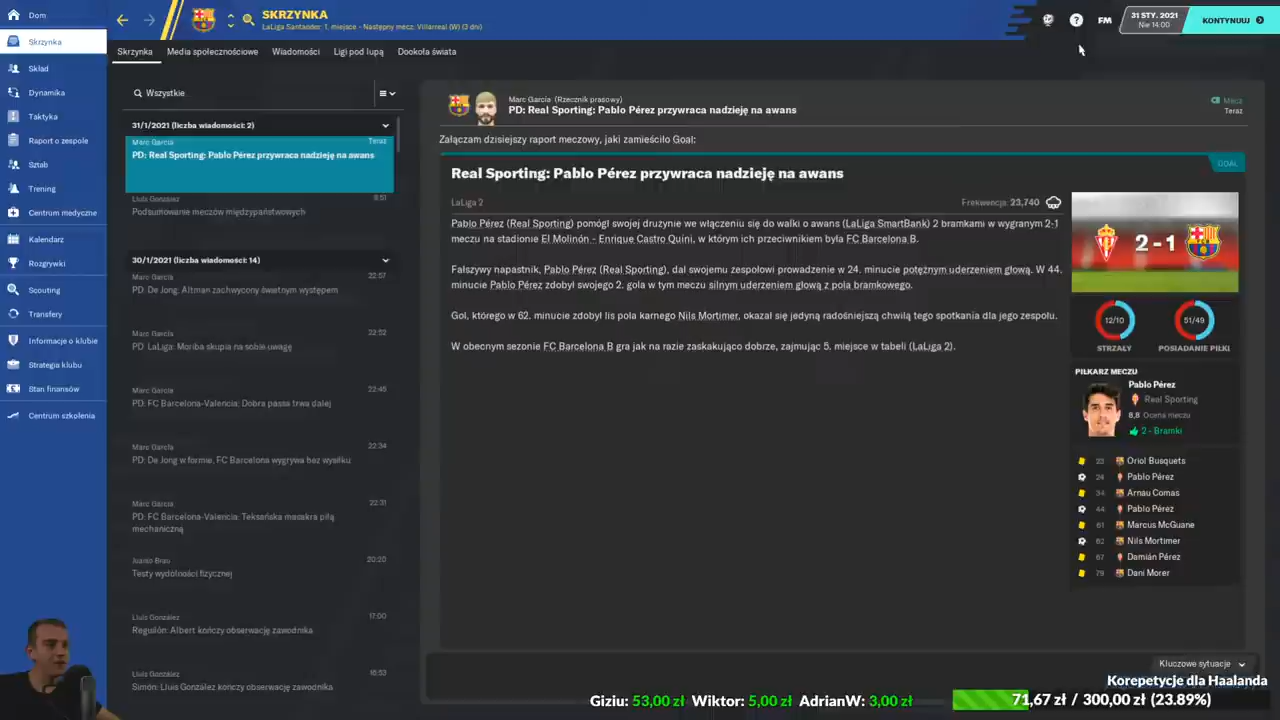 Dom
Skrzynka
Skład
Dynamika
Taktyka
Raport o zespole
Sztab
Trening
Centrum medyczne
Kalendarz
Rozgrywki
Scouting
Transfery
Informacje o klubie
Strategia klubu
Stan finansów
Centrum szkolenia
SKRZYNKA
LaLiga Santander: 1. miejsce - Następny mecz: Villarreal (W) (3 dni)
FM
31 STY. 2021
Nie 14:00
KONTYNUUJ
Skrzynka Media społecznościowe Wiadomości Ligi pod lupą Dookoła świata
Wszystkie
31/1/2021 (liczba wiadomości: 2)
Marc García Teraz
PD: Real Sporting: Pablo Pérez przywraca nadzieję na awans
Lluís González 8:51
Podsumowanie meczów międzypaństwowych
30/1/2021 (liczba wiadomości: 14)
Marc García 22:57
PD: De Jong: Altman zachwycony świetnym występem
Marc García 22:52
PD: LaLiga: Moriba skupia na sobie uwagę
Marc García 22:45
PD: FC Barcelona-Valencia: Dobra passa trwa dalej
Marc García 22:34
PD: De Jong w formie, FC Barcelona wygrywa bez wysiłku
Marc García 22:31
PD: FC Barcelona-Valencia: Teksańska masakra piłą
mechaniczną
Juanjo Brau 20:20
Testy wydolności fizycznej
Lluís González 17:00
Reguilón: Albert kończy obserwację zawodnika
Lluís González 16:53
Simón: Lluís González kończy obserwację zawodnika
Marc García (Rzecznik prasowy)
PD: Real Sporting: Pablo Pérez przywraca nadzieję na awans
Mecz
Teraz
Załączam dzisiejszy raport meczowy, jaki zamieściło Goal:
GOAL
Real Sporting: Pablo Pérez przywraca nadzieję na awans
LaLiga 2
Frekwencja: 23,740
Pablo Pérez (Real Sporting) pomógł swojej drużynie we włączeniu się do walki o awans (LaLiga SmartBank) 2 bramkami w wygranym 2-1
meczu na stadionie El Molinón - Enrique Castro Quini, w którym ich przeciwnikiem była FC Barcelona B.
Fałszywy napastnik, Pablo Pérez (Real Sporting), dał swojemu zespołowi prowadzenie w 24. minucie potężnym uderzeniem głową. W 44.
minucie Pablo Pérez zdobył swojego 2. gola w tym meczu silnym uderzeniem głową z pola bramkowego.
Gol, którego w 62. minucie zdobył lis pola karnego Nils Mortimer, okazał się jedyną radośniejszą chwilą tego spotkania dla jego zespołu.
W obecnym sezonie FC Barcelona B gra jak na razie zaskakująco dobrze, zajmując 5. miejsce w tabeli (LaLiga 2).
2 - 1
12/10
51/49
STRZAŁY
POSIADANIE PIŁKI
PIŁKARZ MECZU
Pablo Pérez
Real Sporting
8,8 Ocena meczu
2 - Bramki
23 Oriol Busquets
24 Pablo Pérez
34 Arnau Comas
44 Pablo Pérez
61 Marcus McGuane
62 Nils Mortimer
67 Damián Pérez
79 Dani Morer
Kluczowe sytuacje
Korepetycje dla Haalanda
Giziu: 53,00 zł Wiktor: 5,00 zł AdrianW: 3,00 zł
71,67 zł / 300,00 zł (23.89%)